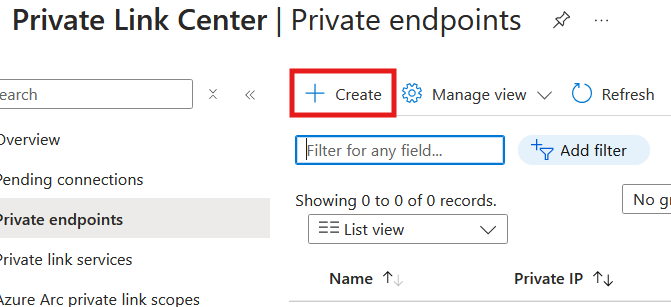 Private Link Center | Private endpoints
earch
Create
Manage view
Refresh
Overview
Filter for any field...
Add filter
Pending connections
Private endpoints
Showing 0 to 0 of 0 records.
No gr
List view
Private link services
Name
Private IP
Azure Arc private link scopes